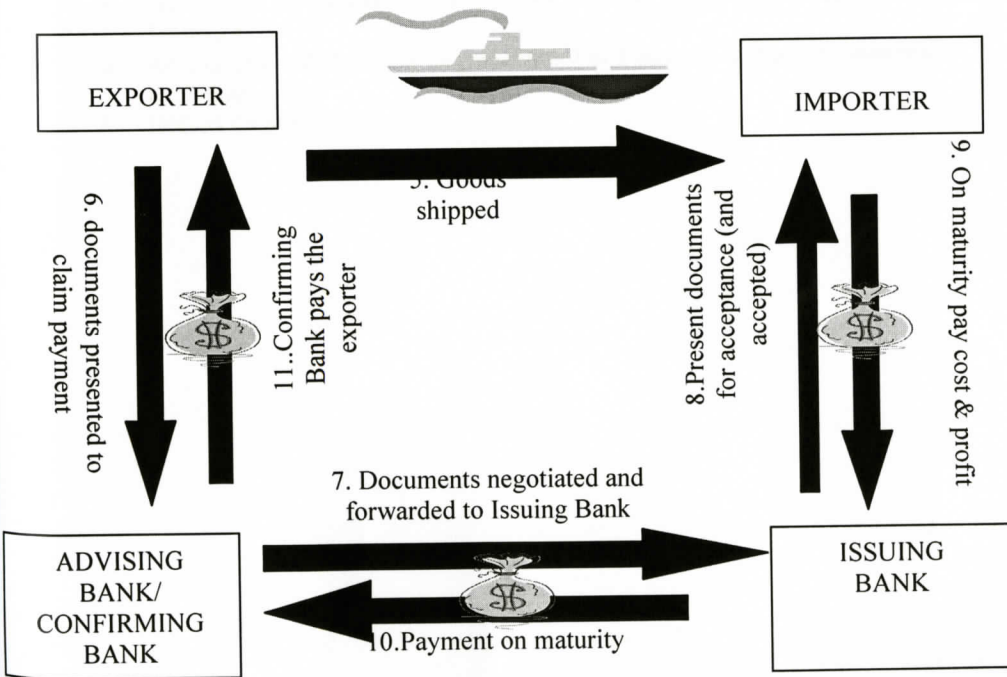 EXPORTER
IMPORTER
5. Goods
shipped
6. documents presented to
claim payment
11..Confirming
Bank pays the
exporter
8.Present documents
for acceptance (and
accepted)
9. On maturity pay cost & profit
7. Documents negotiated and
forwarded to Issuing Bank
ADVISING
BANK/
CONFIRMING
BANK
ISSUING
BANK
10.Payment on maturity